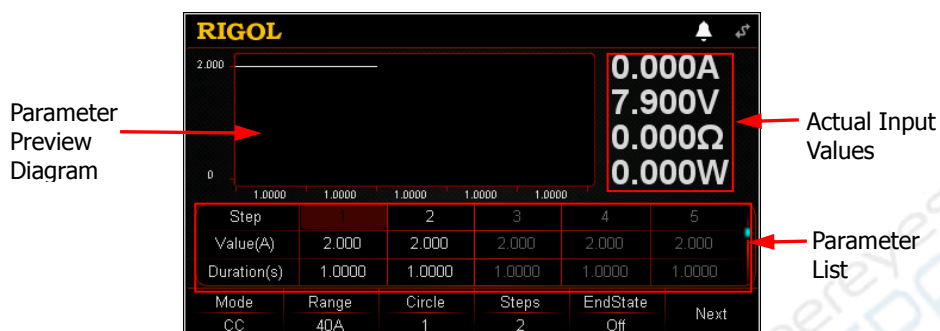 RIGOL
2.000
0
1.0000 1.0000 1.0000 1.0000 1.0000
0.000A
7.900V
0.000Ω
0.000W
Parameter
Preview
Diagram
Actual Input
Values
Step 1 2 3 4 5
Value(A) 2.000 2.000 2.000 2.000 2.000
Duration(s) 1.0000 1.0000 1.0000 1.0000 1.0000
Parameter
List
Mode Range Circle Steps EndState Next
CC 40A 1 2 Off